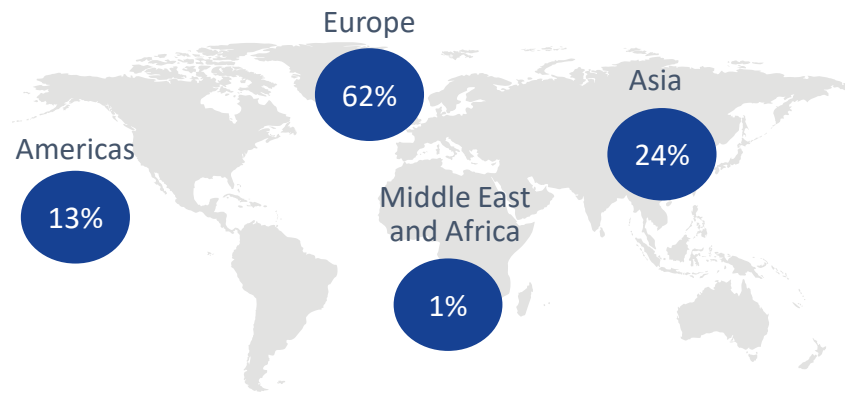 Europe
62%
Asia
24%
Americas
13%
Middle East
and Africa
1%